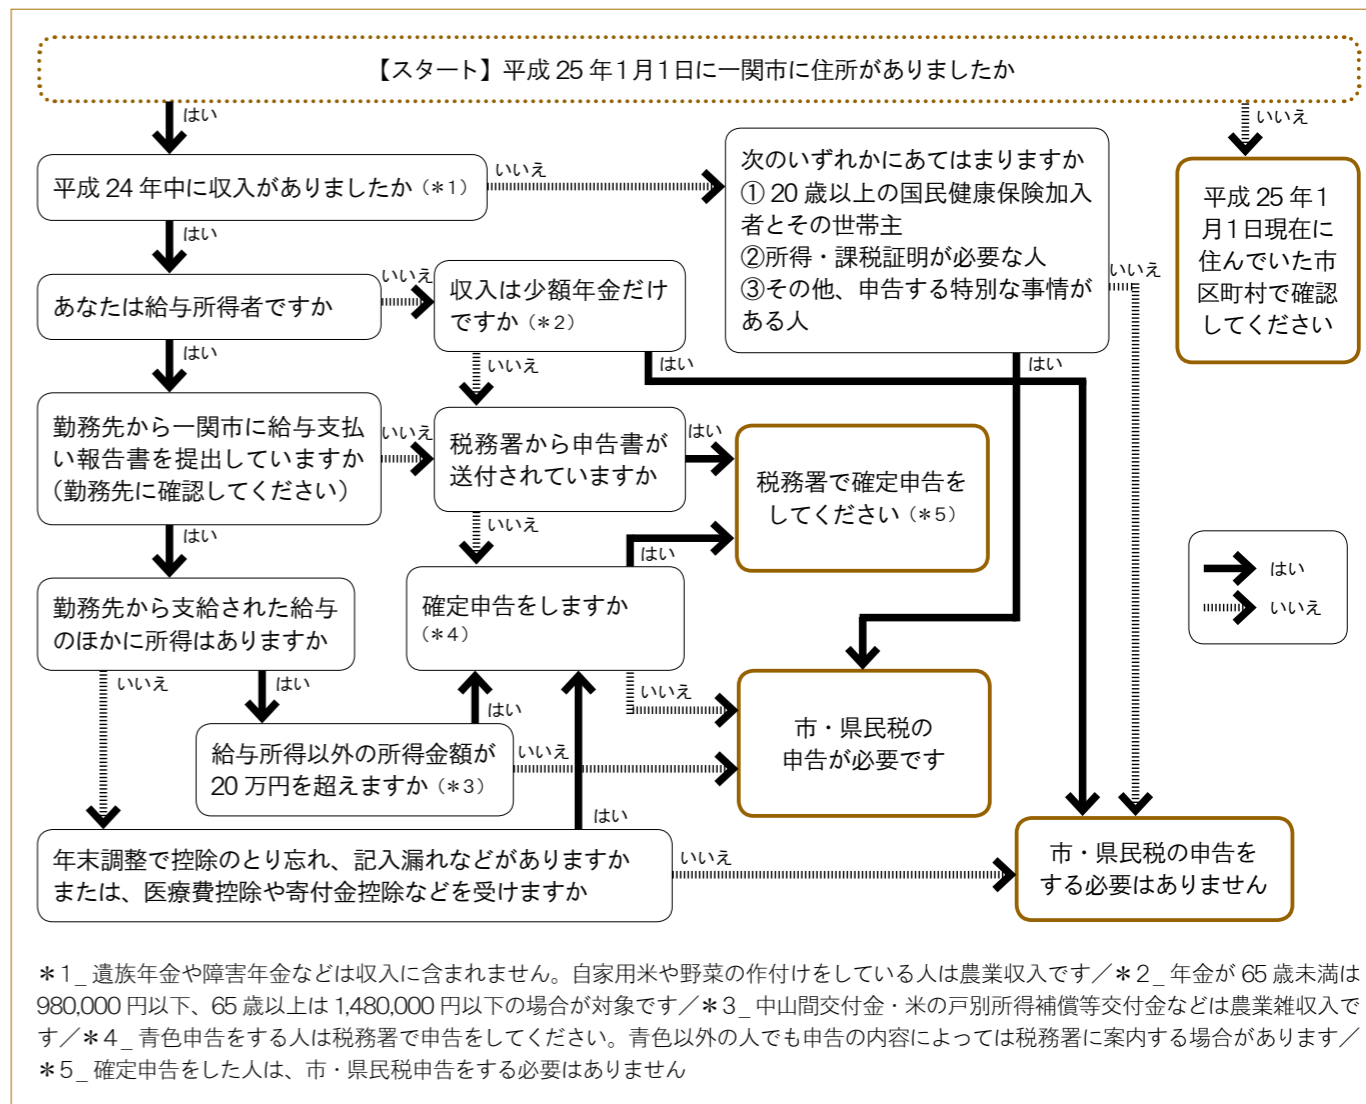 【スタート】平成25年1月1日に一関市に住所がありましたか
はい
いいえ
平成24年中に収入がありましたか（＊1）
いいえ
次のいずれかにあてはまりますか
①20歳以上の国民健康保険加入
者とその世帯主
②所得・課税証明が必要な人
③その他、申告する特別な事情が
ある人
平成25年1
月1日現在に
住んでいた市
区町村で確認
してください
はい
いいえ
いいえ
あなたは給与所得者ですか
収入は少額年金だけ
ですか（＊2）
はい
いいえ
はい
はい
勤務先から一関市に給与支払
い報告書を提出していますか
（勤務先に確認してください）
いいえ
税務署から申告書が
送付されていますか
はい
税務署で確定申告を
してください（＊5）
はい
いいえ
はい
はい
いいえ
勤務先から支給された給与
のほかに所得はありますか
確定申告をしますか
（＊4）
いいえ
はい
はい
いいえ
市・県民税の
申告が必要です
給与所得以外の所得金額が
20万円を超えますか（＊3）
いいえ
はい
年末調整で控除のとり忘れ、記入漏れなどがありますか
または、医療費控除や寄付金控除などを受けますか
いいえ
市・県民税の申告を
する必要はありません
＊1_遺族年金や障害年金などは収入に含まれません。自家用米や野菜の作付けをしている人は農業収入です／＊2_年金が65歳未満は
980,000円以下、65歳以上は1,480,000円以下の場合が対象です／＊3_中山間交付金・米の戸別所得補償等交付金などは農業雑収入で
す／＊4_青色申告をする人は税務署で申告をしてください。青色以外の人でも申告の内容によっては税務署に案内する場合があります／
＊5_確定申告をした人は、市・県民税申告をする必要はありません